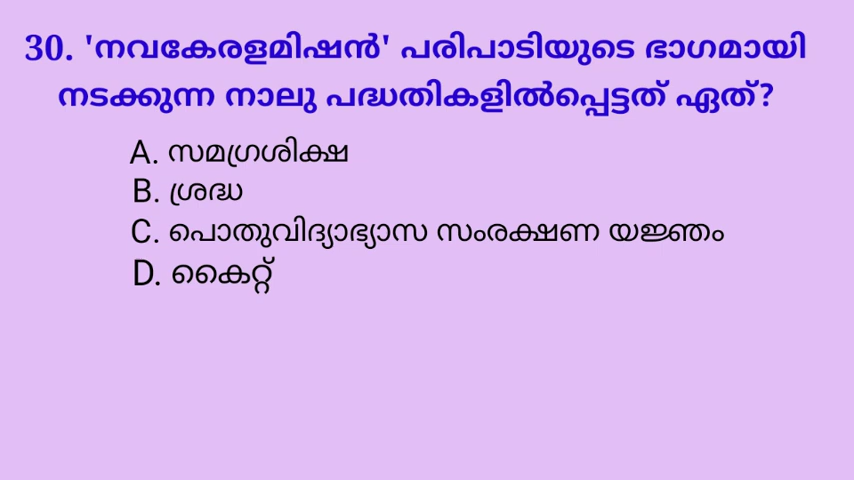 30. 'നവകേരളമിഷൻ' പരിപാടിയുടെ ഭാഗമായി
നടക്കുന്ന നാലു പദ്ധതികളിൽപ്പെട്ടത് ഏത്?
A. സമഗ്രശിക്ഷ
B. ശ്രദ്ധ
C. പൊതുവിദ്യാഭ്യാസ സംരക്ഷണ യജ്ഞം
D. കൈറ്റ്